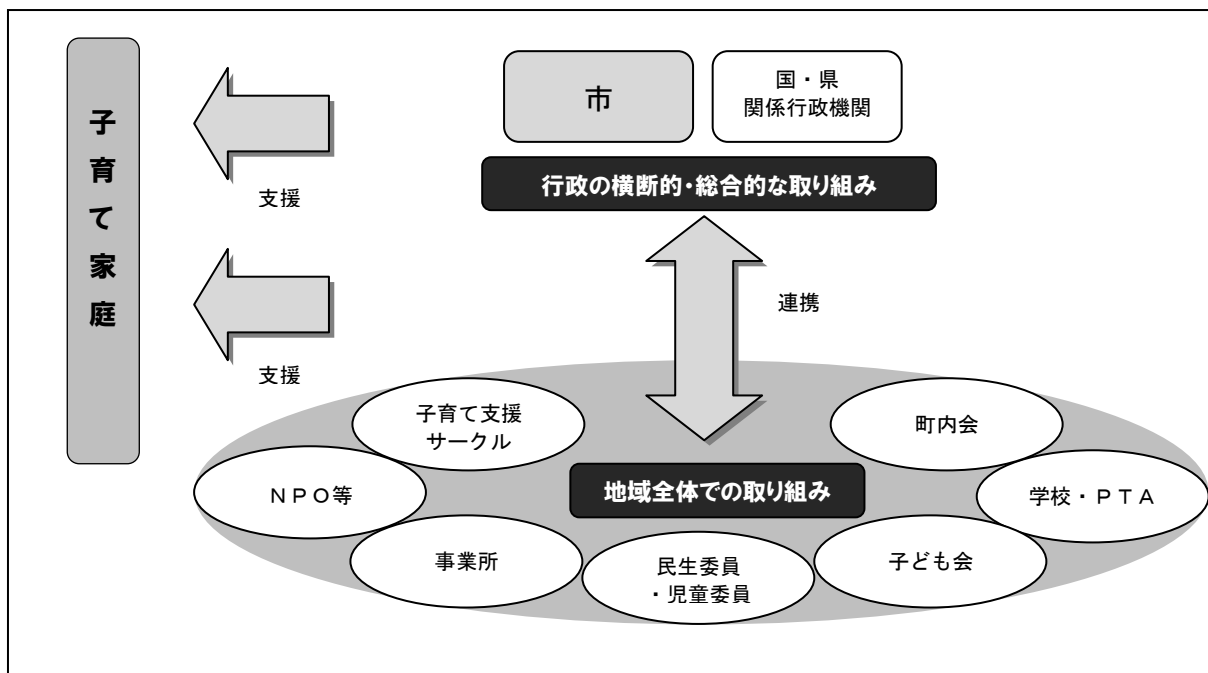 子育て家庭
市
国・県
関係行政機関
行政の横断的・総合的な取り組み
支援
連携
支援
子育て支援
サークル
町内会
ＮＰＯ等
地域全体での取り組み
学校・ＰＴＡ
事業所
民生委員
・児童委員
子ども会